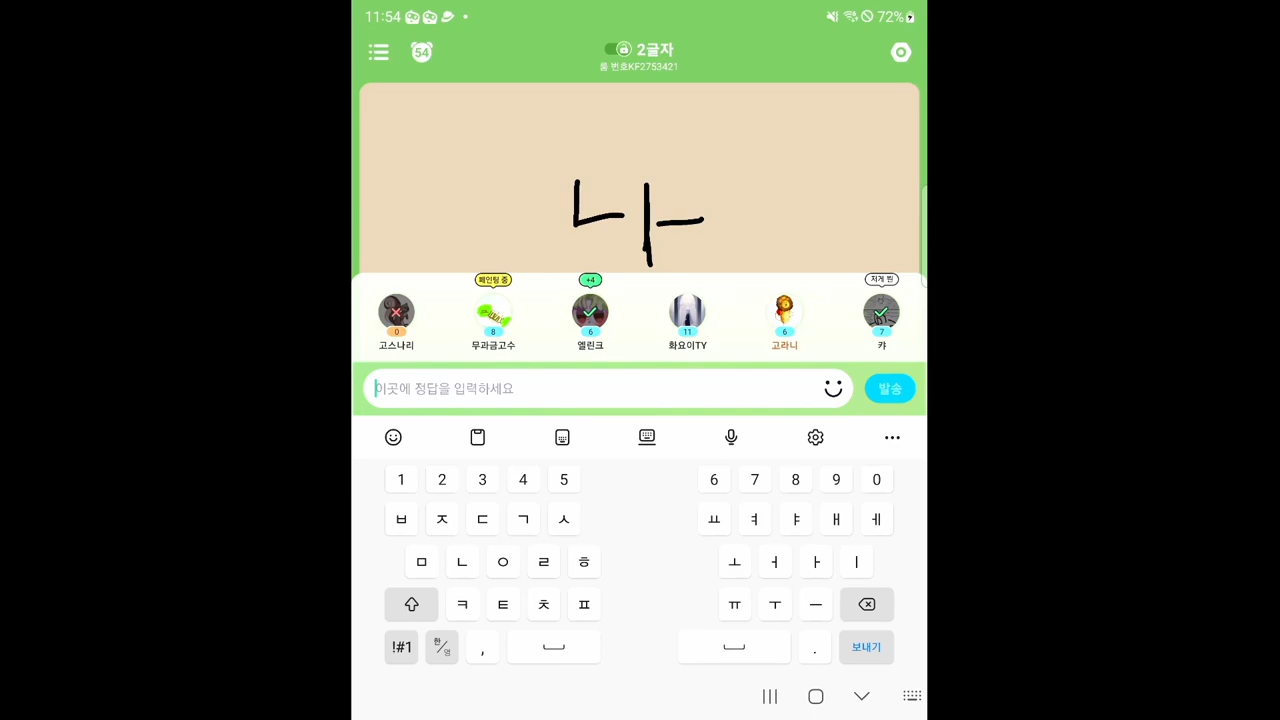 11:54 72%
54 2글자
룸 번호KF2753421
나
페인팅 중 +4 저게 뭔
0 8 6 11 6 7
고스나리 무과금고수 엘린크 화요이TY 고라니 캬
이곳에 정답을 입력하세요 발송
1 2 3 4 5 6 7 8 9 0
ㅂ ㅈ ㄷ ㄱ ㅅ ㅛ ㅕ ㅑ ㅐ ㅔ
ㅁ ㄴ ㅇ ㄹ ㅎ ㅗ ㅓ ㅏ ㅣ
ㅋ ㅌ ㅊ ㅍ ㅠ ㅜ ㅡ
!#1 한/영 , . 보내기